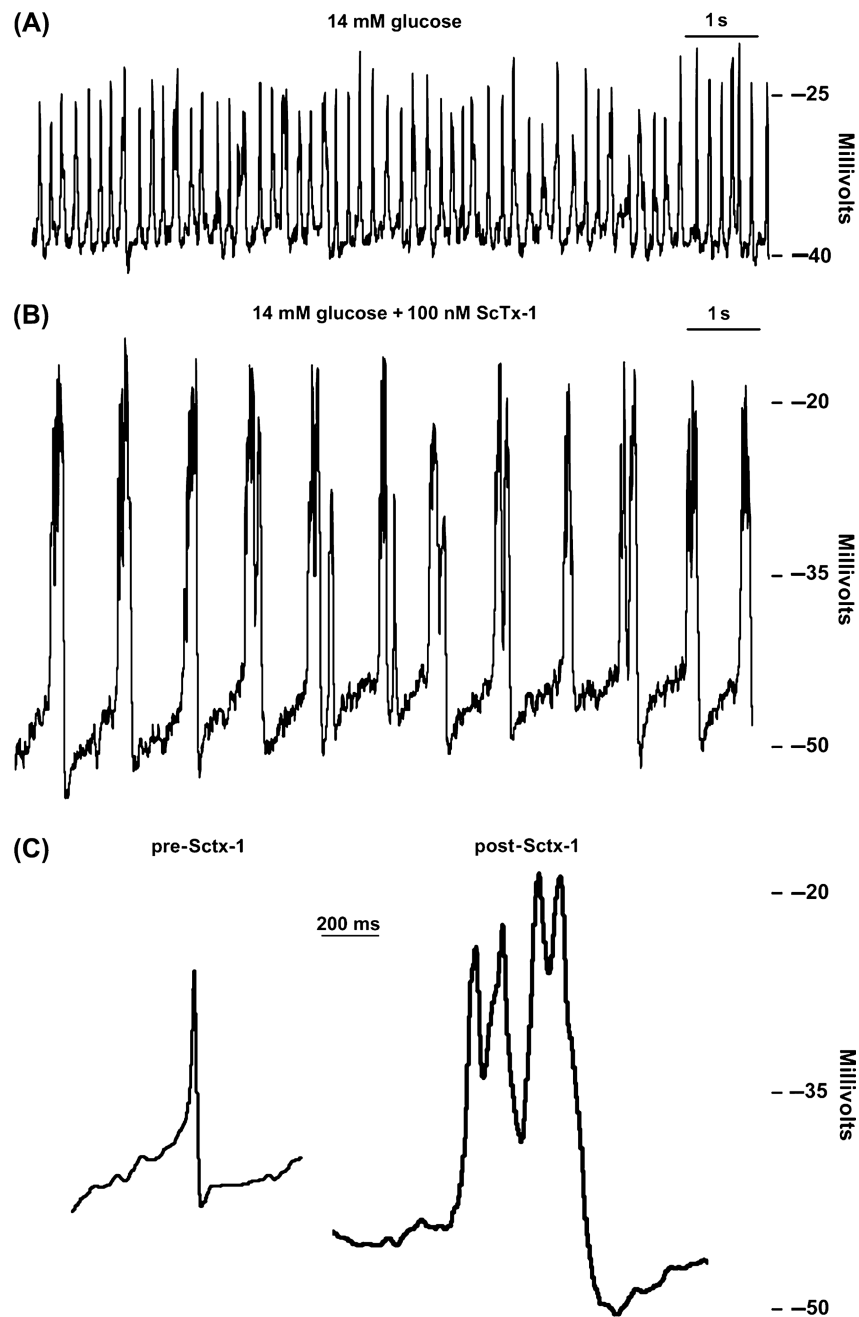 (A)
14 mM glucose
1 s
– –25
Millivolts
– –40
(B)
14 mM glucose + 100 nM ScTx-1
1 s
– –20
Millivolts
– –35
– –50
(C)
pre-Sctx-1
post-Sctx-1
– –20
200 ms
Millivolts
– –35
– –50